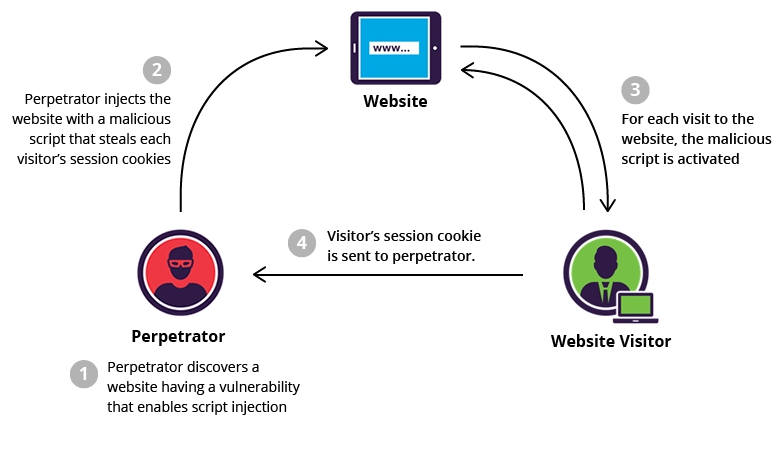 www...
Website
2
Perpetrator injects the
website with a malicious
script that steals each
visitor's session cookies
3
For each visit to the
website, the malicious
script is activated
4
Visitor's session cookie
is sent to perpetrator.
Perpetrator
Website Visitor
1
Perpetrator discovers a
website having a vulnerability
that enables script injection